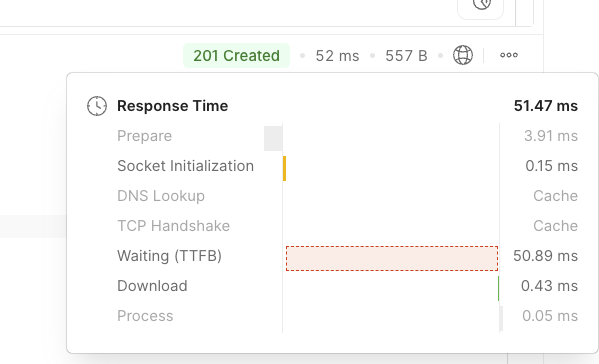 201 Created 52 ms 557 B
Response Time 51.47 ms
Prepare 3.91 ms
Socket Initialization 0.15 ms
DNS Lookup Cache
TCP Handshake Cache
Waiting (TTFB) 50.89 ms
Download 0.43 ms
Process 0.05 ms